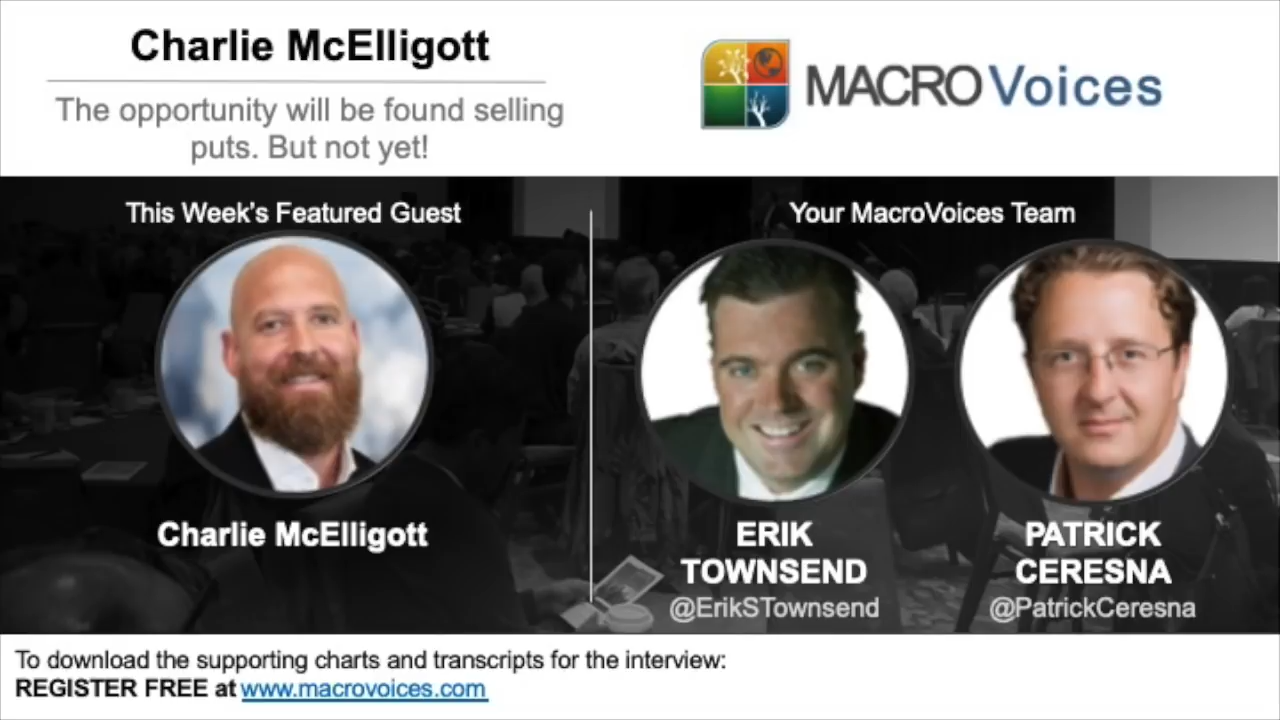 Charlie McElligott
The opportunity will be found selling
puts. But not yet!
MACRO Voices
This Week's Featured Guest
Your MacroVoices Team
Charlie McElligott
ERIK
TOWNSEND
@ErikSTownsend
PATRICK
CERESNA
@PatrickCeresna
To download the supporting charts and transcripts for the interview:
REGISTER FREE at www.macrovoices.com